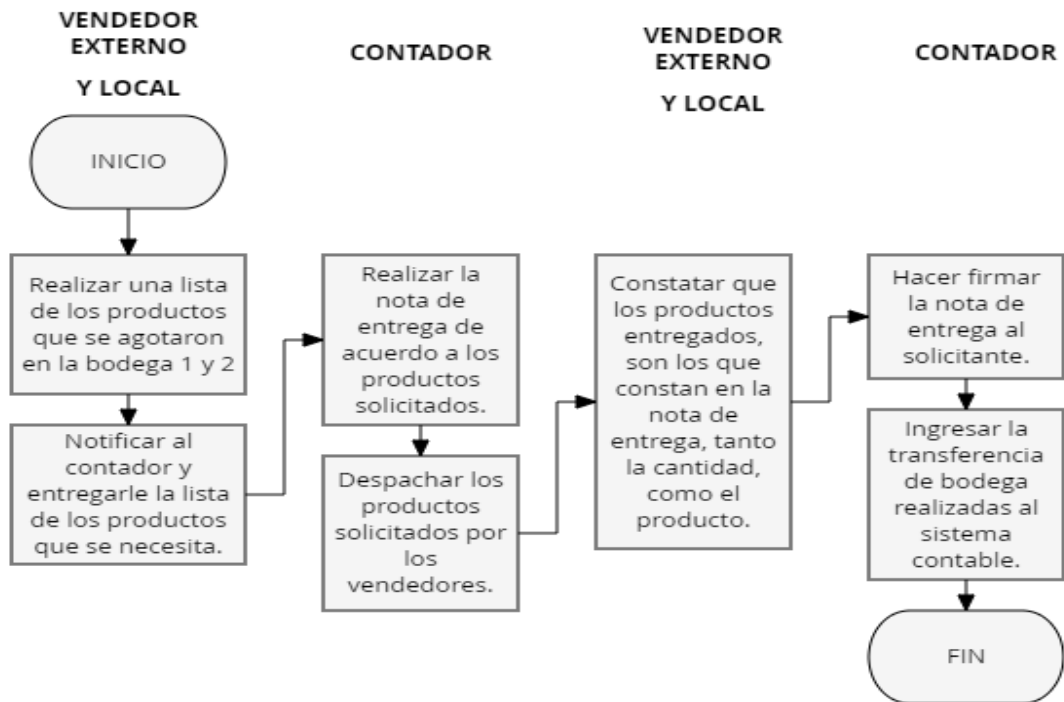 VENDEDOR
EXTERNO
Y LOCAL
INICIO
Realizar una lista
de los productos
que se agotaron
en la bodega 1 y 2
Notificar al
contador y
entregarle la lista
de los productos
que se necesita.
CONTADOR
Realizar la
nota de
entrega de
acuerdo a los
productos
solicitados.
Despachar los
productos
solicitados por
los
vendedores.
VENDEDOR
EXTERNO
Y LOCAL
Constatar que
los productos
entregados,
son los que
constan en la
nota de
entrega, tanto
la cantidad,
como el
producto.
CONTADOR
Hacer firmar
la nota de
entrega al
solicitante.
Ingresar la
transferencia
de bodega
realizadas al
sistema
contable.
FIN